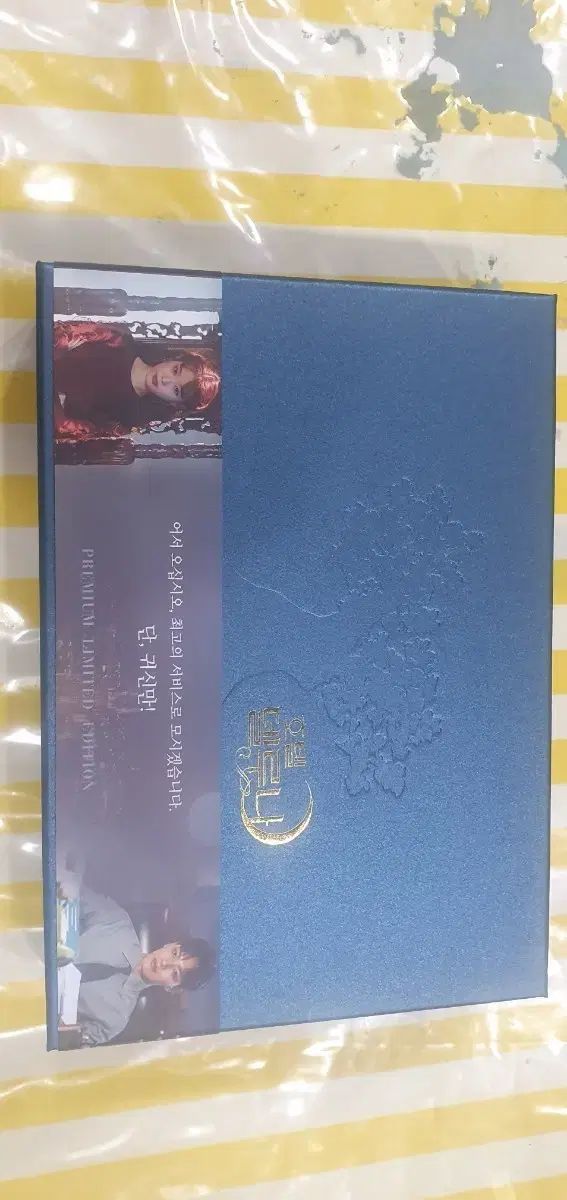 호텔
델루나
어서 오십시오, 최고의 서비스로 모시겠습니다.
단, 귀신만!
PREMIUM LIMITED EDITION